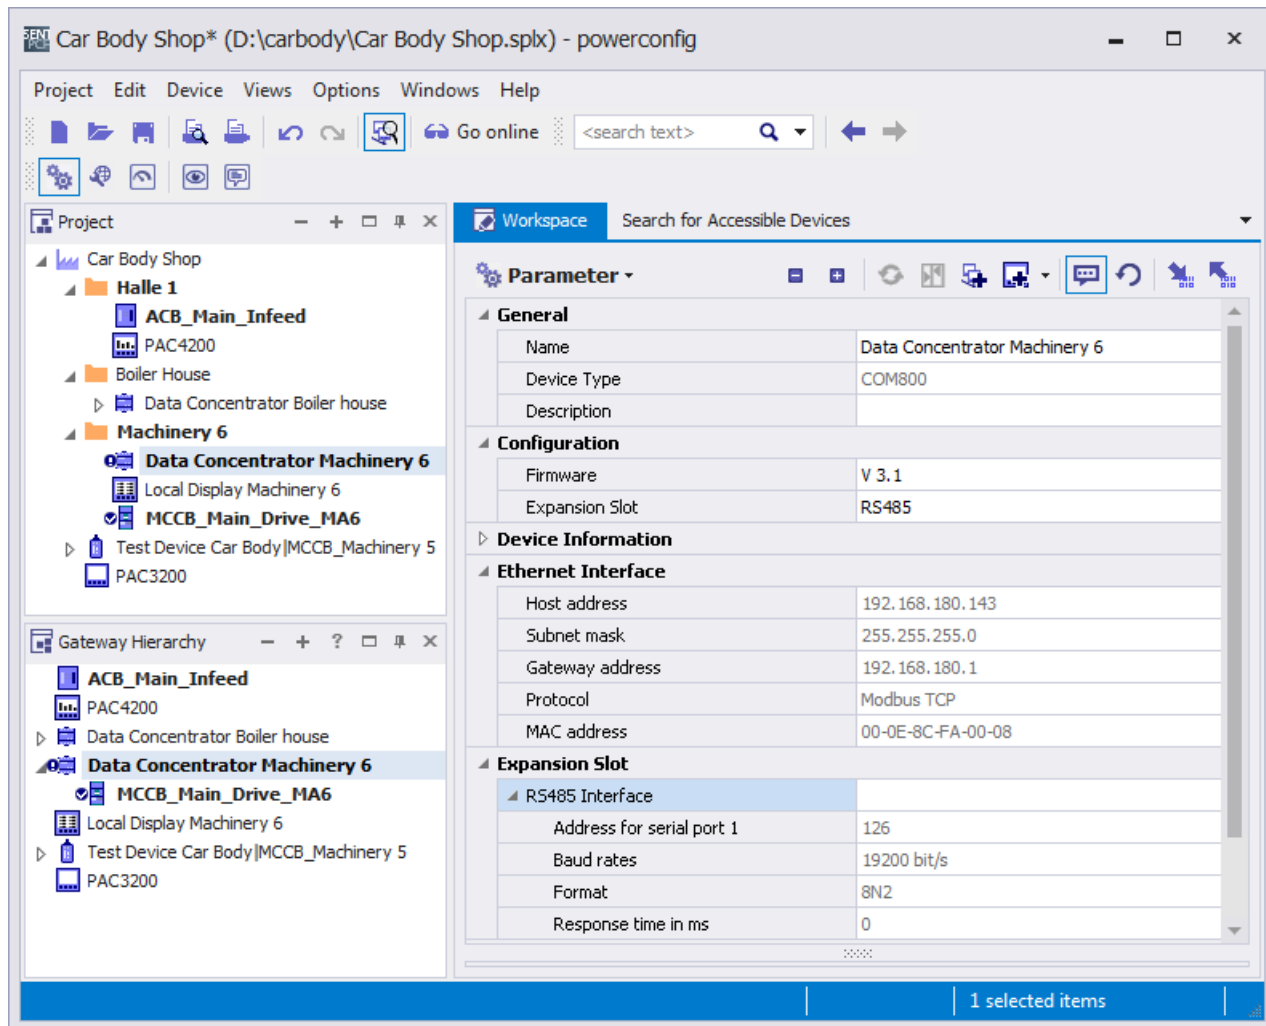 Car Body Shop* (D:\carbody\Car Body Shop.splx) - powerconfig
Project Edit Device Views Options Windows Help
Go online <search text>
Project
Car Body Shop
Halle 1
ACB_Main_Infeed
PAC4200
Boiler House
Data Concentrator Boiler house
Machinery 6
Data Concentrator Machinery 6
Local Display Machinery 6
MCCB_Main_Drive_MA6
Test Device Car Body|MCCB_Machinery 5
PAC3200
Gateway Hierarchy
ACB_Main_Infeed
PAC4200
Data Concentrator Boiler house
Data Concentrator Machinery 6
MCCB_Main_Drive_MA6
Local Display Machinery 6
Test Device Car Body|MCCB_Machinery 5
PAC3200
Workspace Search for Accessible Devices
Parameter
General
Name Data Concentrator Machinery 6
Device Type COM800
Description
Configuration
Firmware V 3.1
Expansion Slot RS485
Device Information
Ethernet Interface
Host address 192.168.180.143
Subnet mask 255.255.255.0
Gateway address 192.168.180.1
Protocol Modbus TCP
MAC address 00-0E-8C-FA-00-08
Expansion Slot
RS485 Interface
Address for serial port 1 126
Baud rates 19200 bit/s
Format 8N2
Response time in ms 0
1 selected items